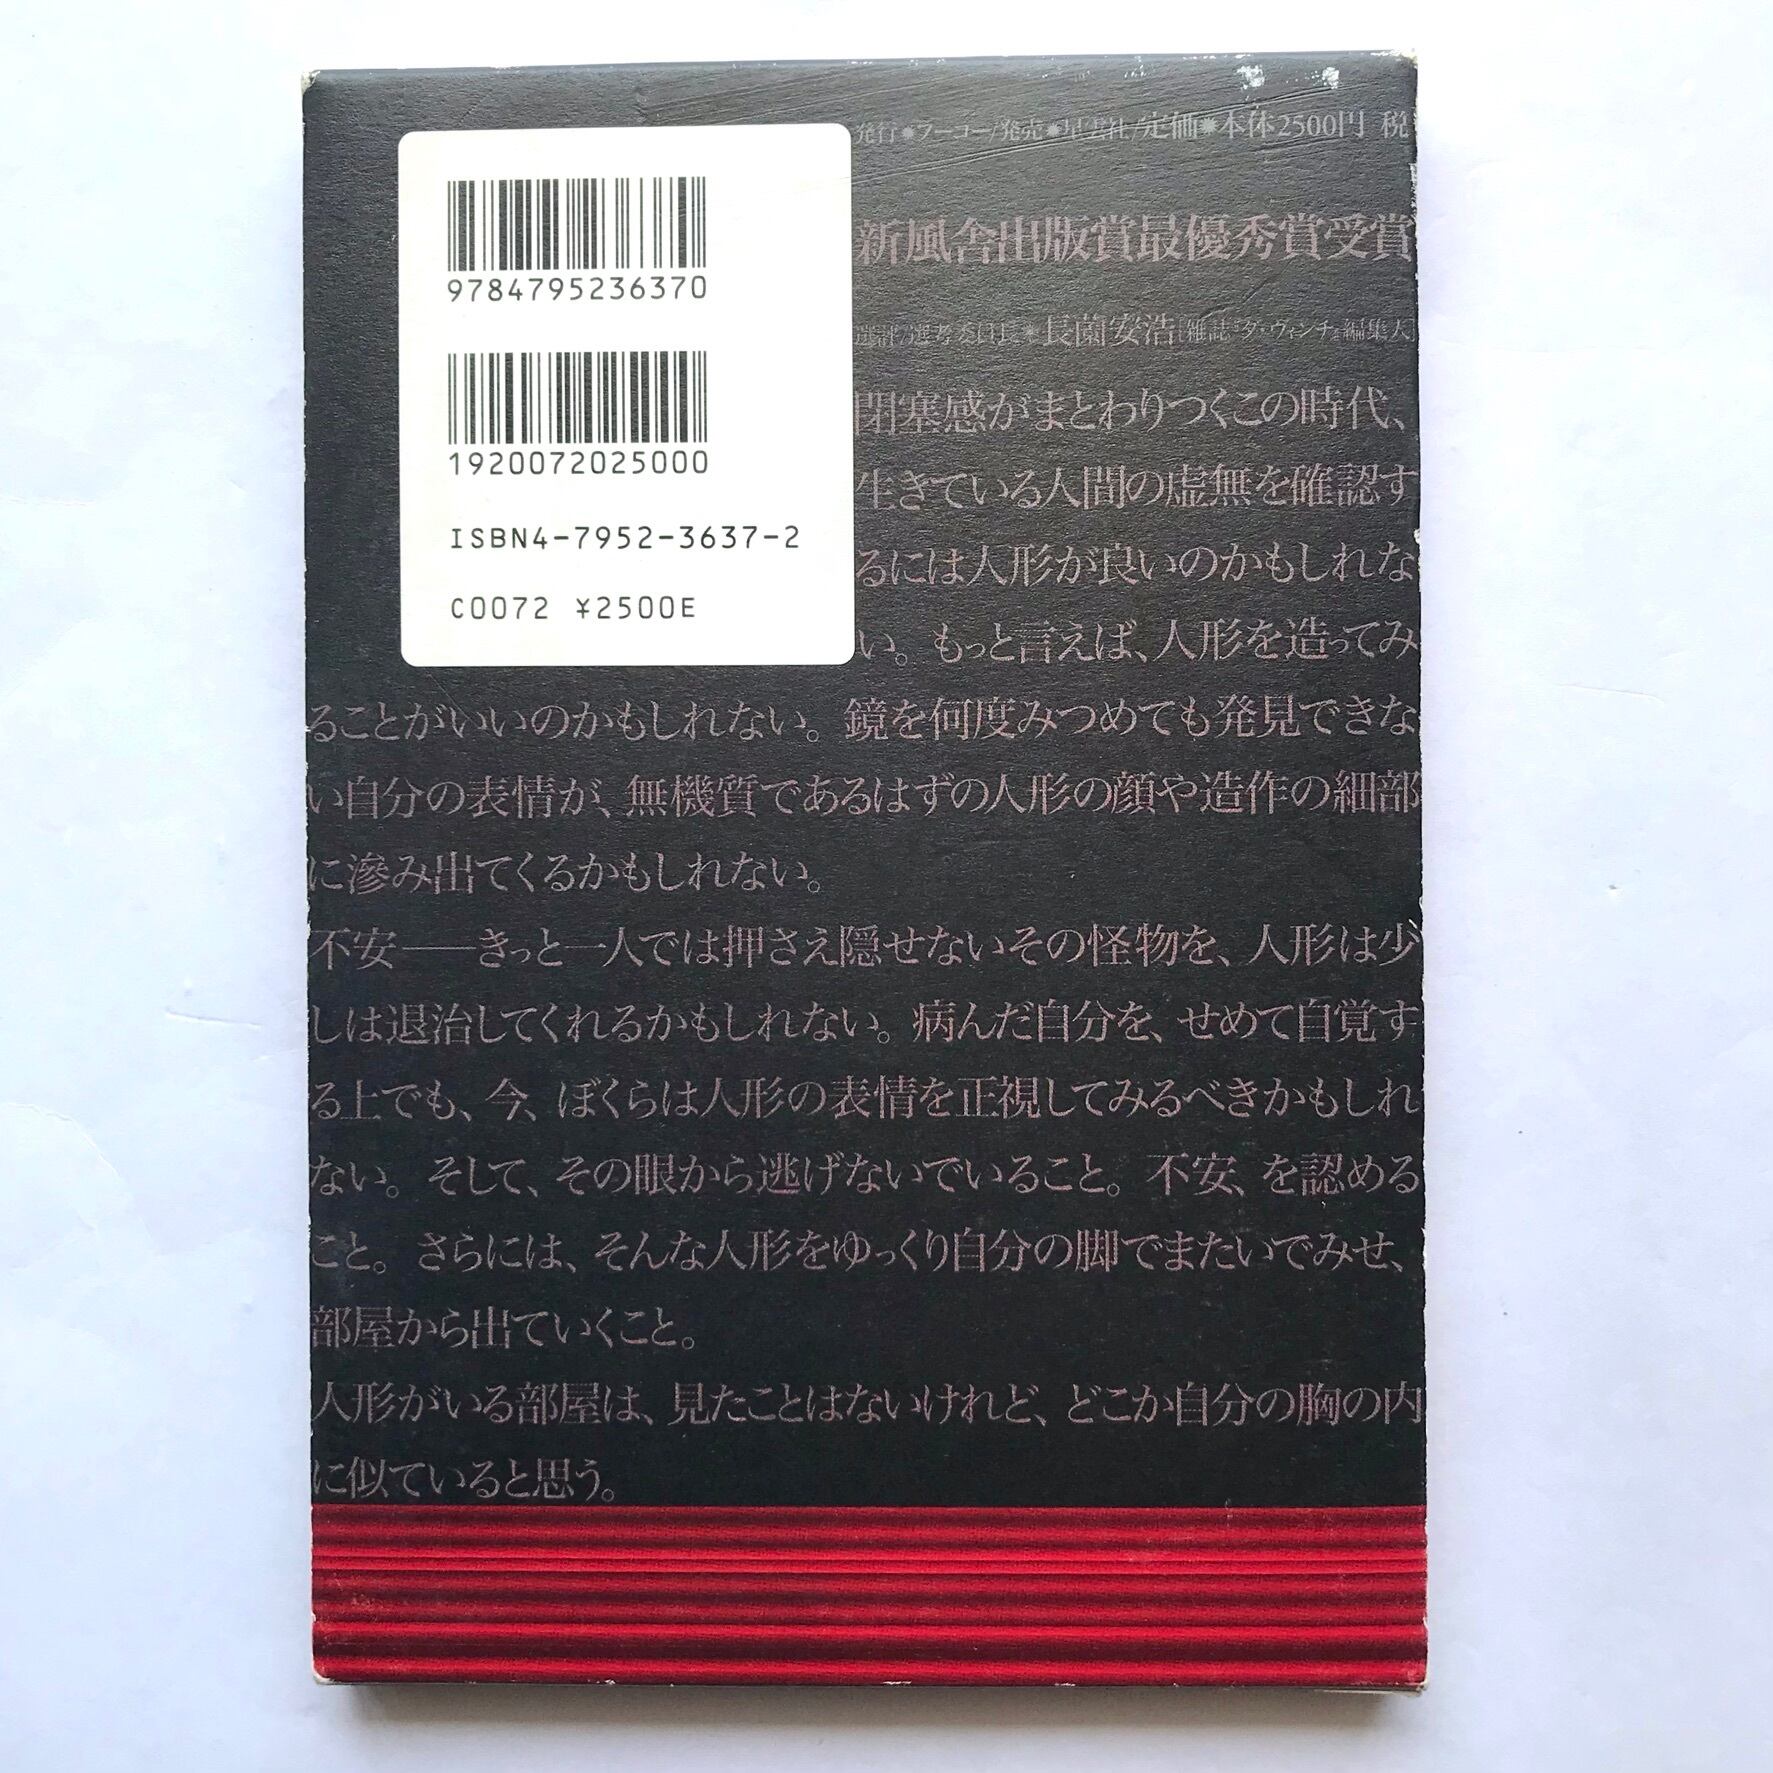 9784795236370
1920072025000
ISBN4-7952-3637-2
C0072 ¥2500E
発行＊フーコー/発売＊星雲社/定価＊本体2500円 税
新風舎出版賞最優秀賞受賞
選評/選考委員長＊長薗安浩[雑誌『ダ・ヴィンチ』編集人]
閉塞感がまとわりつくこの時代、
生きている人間の虚無を確認す
るには人形が良いのかもしれな
い。もっと言えば、人形を造ってみ
ることがいいのかもしれない。鏡を何度みつめても発見できな
い自分の表情が、無機質であるはずの人形の顔や造作の細部
に滲み出てくるかもしれない。
不安——きっと一人では押さえ隠せないその怪物を、人形は少
しは退治してくれるかもしれない。病んだ自分を、せめて自覚す
る上でも、今、ぼくらは人形の表情を正視してみるべきかもしれ
ない。そして、その眼から逃げないでいること。不安、を認める
こと。さらには、そんな人形をゆっくり自分の脚でまたいでみせ、
部屋から出ていくこと。
人形がいる部屋は、見たことはないけれど、どこか自分の胸の内
に似ていると思う。